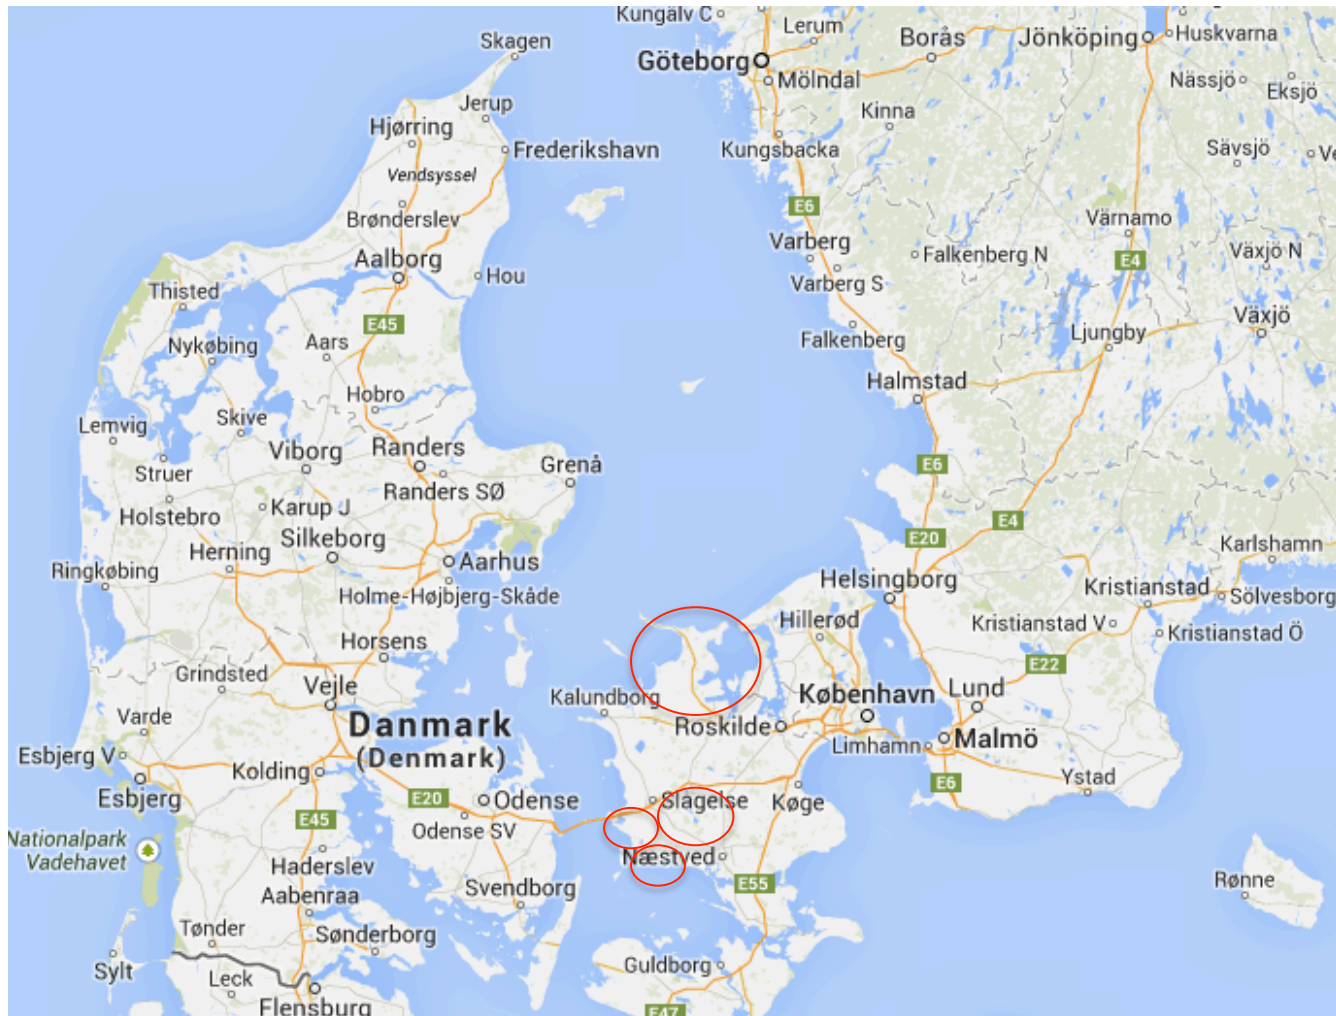 Kungälv C
Lerum
Borås
Jönköping
Huskvarna
Skagen
Göteborg
Mölndal
Nässjö
Eksjö
Jerup
Kinna
Hjørring
Frederikshavn
Kungsbacka
Sävsjö
Ve
Vendsyssel
E6
Brønderslev
Värnamo
Varberg
Falkenberg N
Växjö N
Aalborg
E4
Hou
Varberg S
Thisted
E45
Växjö
Falkenberg
Ljungby
Nykøbing
Aars
Halmstad
Hobro
Skive
Lemvig
Viborg
Randers
Grenå
E6
Struer
Randers SØ
Karup J
Holstebro
E4
Silkeborg
E20
Herning
Karlshamn
Aarhus
Ringkøbing
Helsingborg
Kristianstad
Holme-Højbjerg-Skåde
Sölvesborg
Hillerød
Kristianstad V
Kristianstad Ö
Horsens
E22
Grindsted
Vejle
Kalundborg
København
Lund
Varde
Danmark
Roskilde
(Denmark)
Limhamn
Malmö
Esbjerg V
Kolding
Ystad
E6
Esbjerg
E20
Odense
Slagelse
Køge
E45
Odense SV
Nationalpark
Vadehavet
Haderslev
Næstved
E55
Svendborg
Rønne
Aabenraa
Tønder
Sønderborg
Sylt
Leck
Guldborg
Flensburg
E47